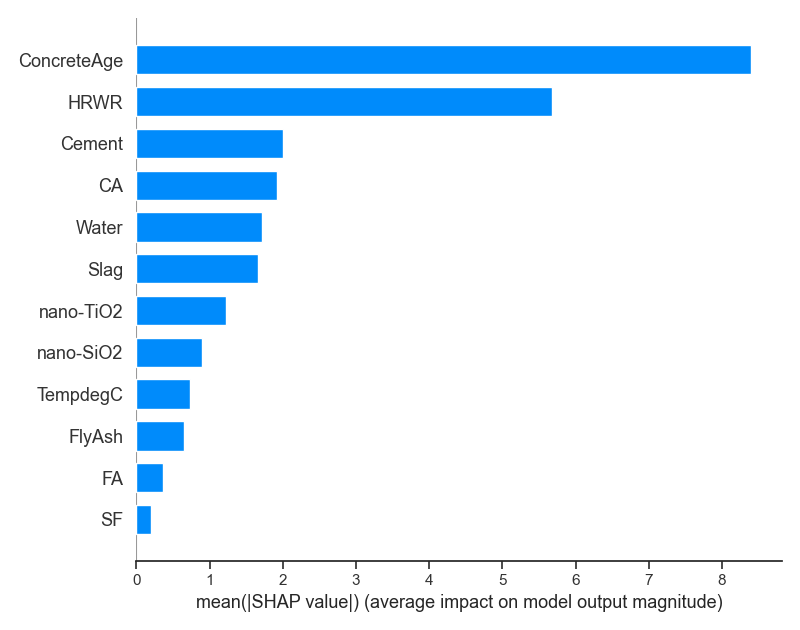 ConcreteAge
HRWR
Cement
CA
Water
Slag
nano-TiO2
nano-SiO2
TempdegC
FlyAsh
FA
SF
0 1 2 3 4 5 6 7 8
mean(|SHAP value|) (average impact on model output magnitude)